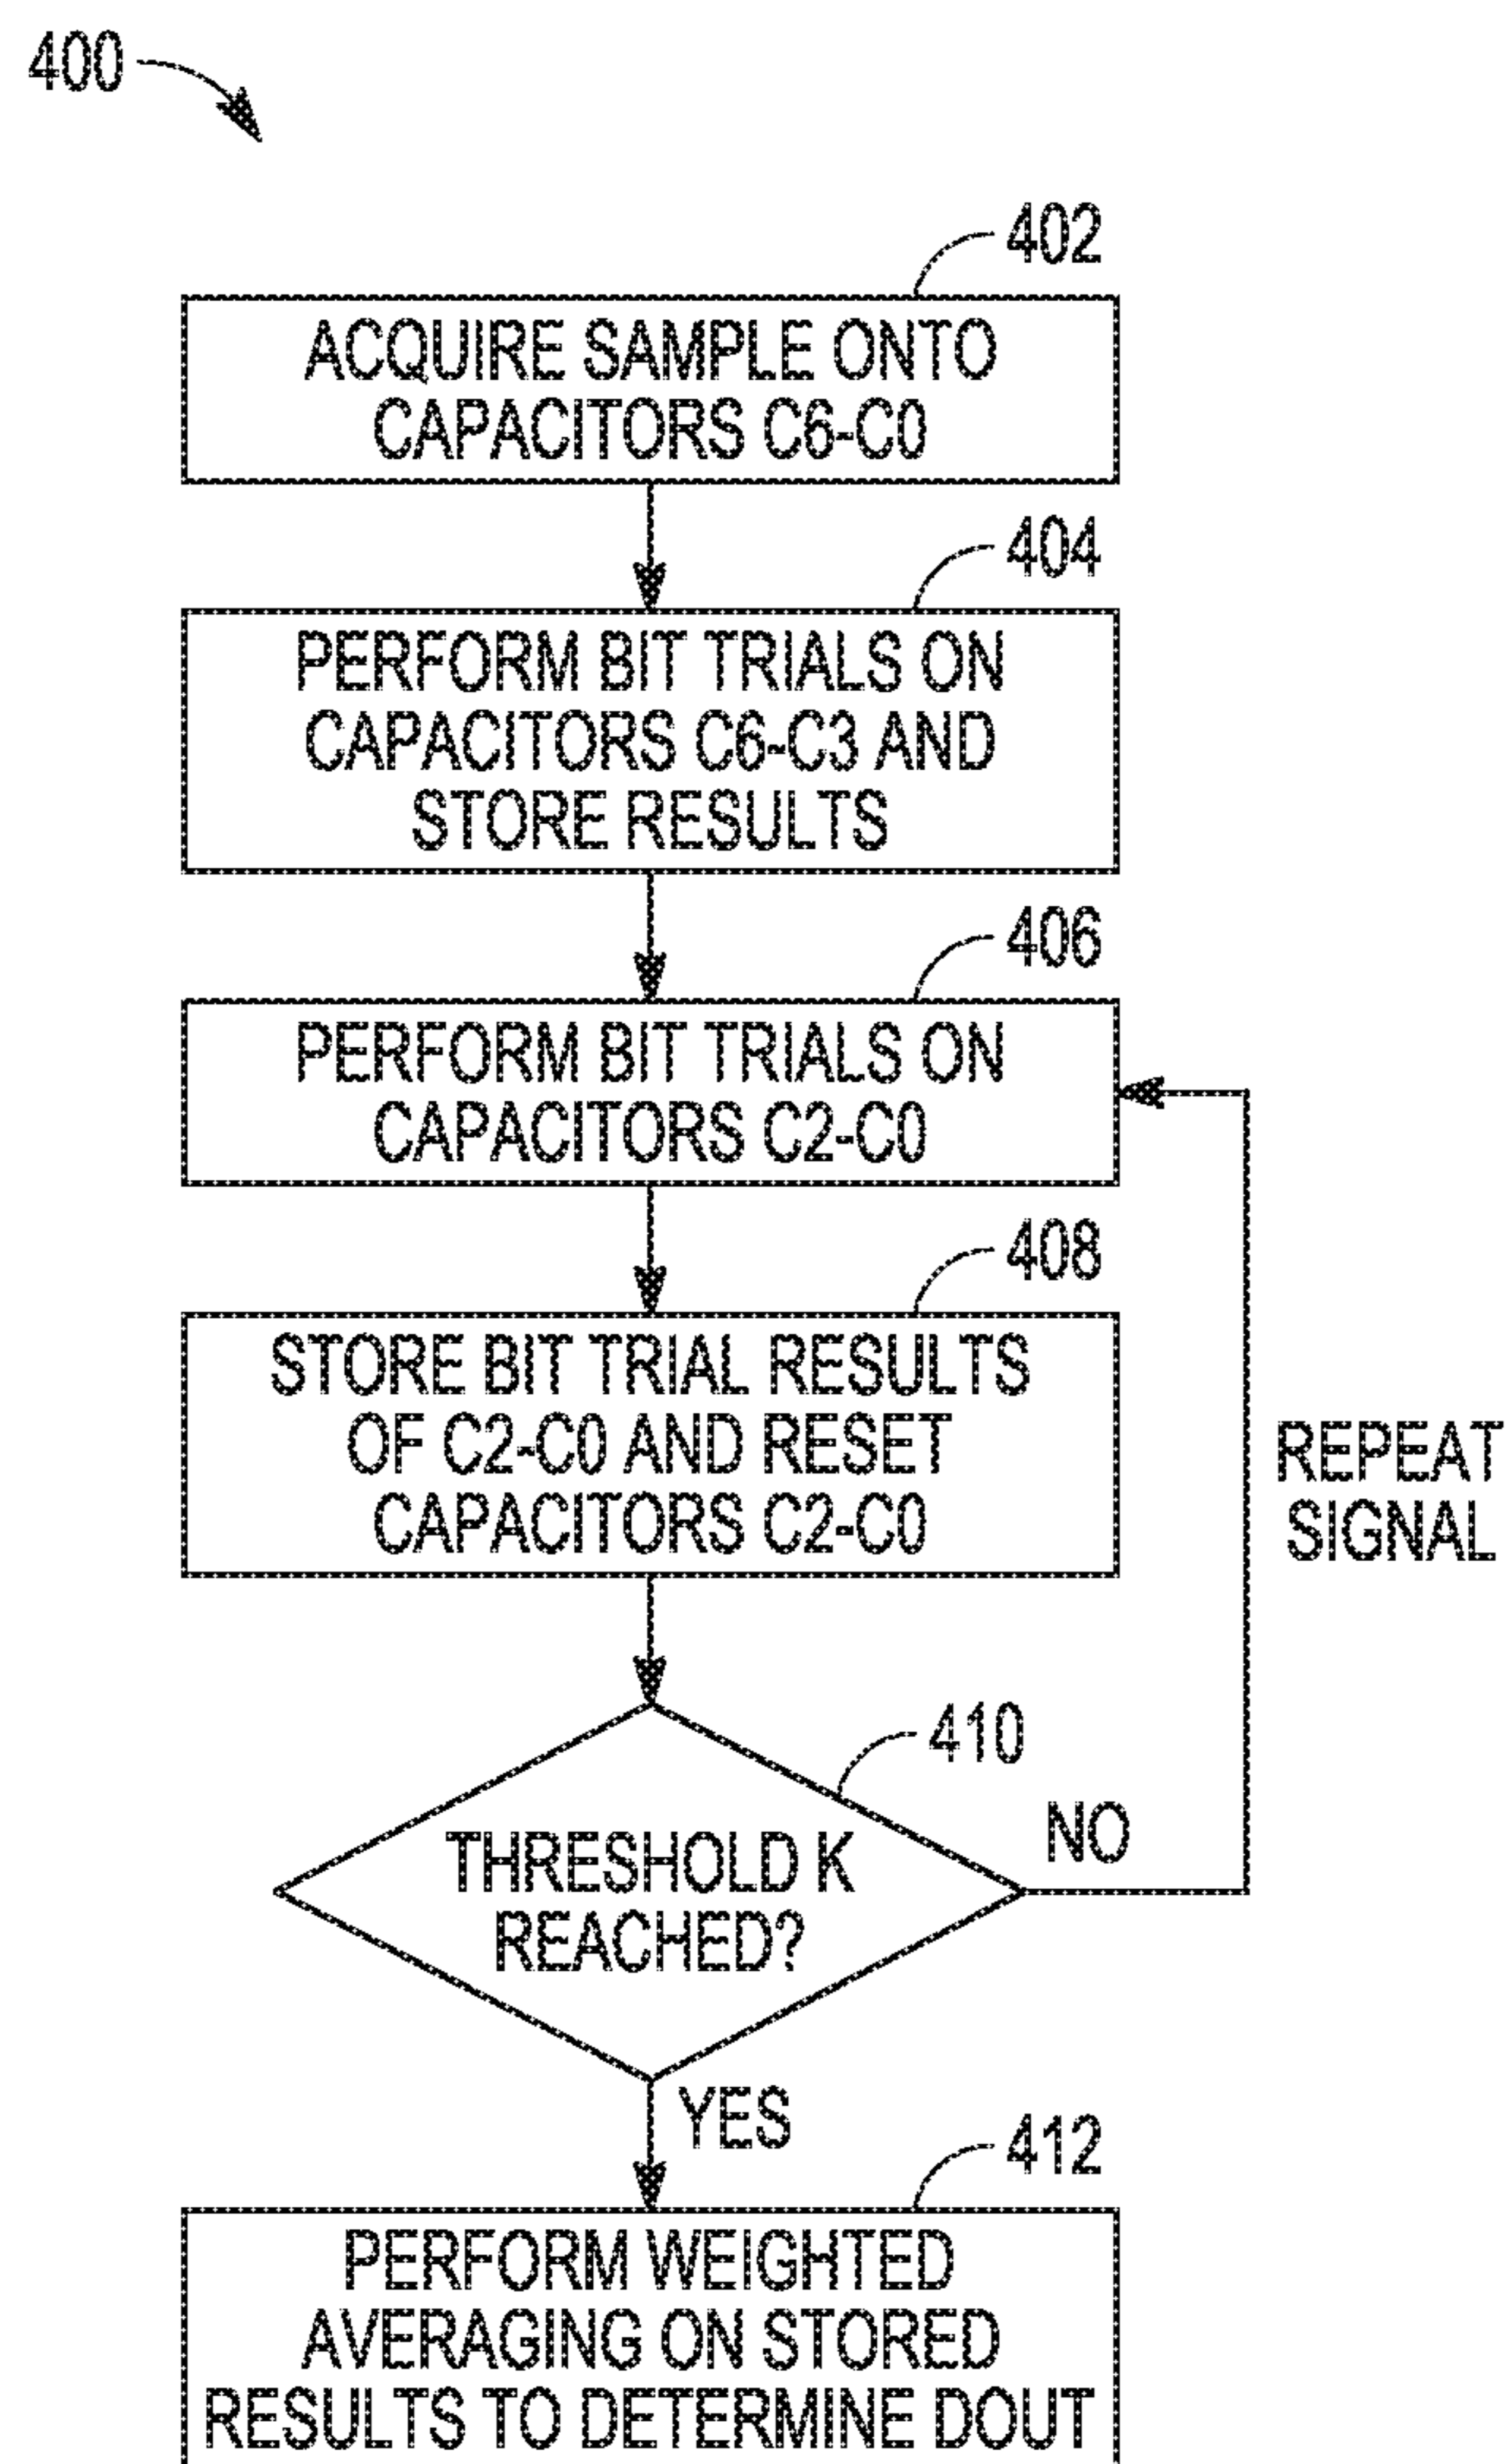 400
402
ACQUIRE SAMPLE ONTO
CAPACITORS C6-C0
404
PERFORM BIT TRIALS ON
CAPACITORS C6-C3 AND
STORE RESULTS
406
PERFORM BIT TRIALS ON
CAPACITORS C2-C0
408
STORE BIT TRIAL RESULTS
OF C2-C0 AND RESET
CAPACITORS C2-C0
REPEAT
SIGNAL
410
THRESHOLD K
REACHED?
NO
YES
412
PERFORM WEIGHTED
AVERAGING ON STORED
RESULTS TO DETERMINE DOUT